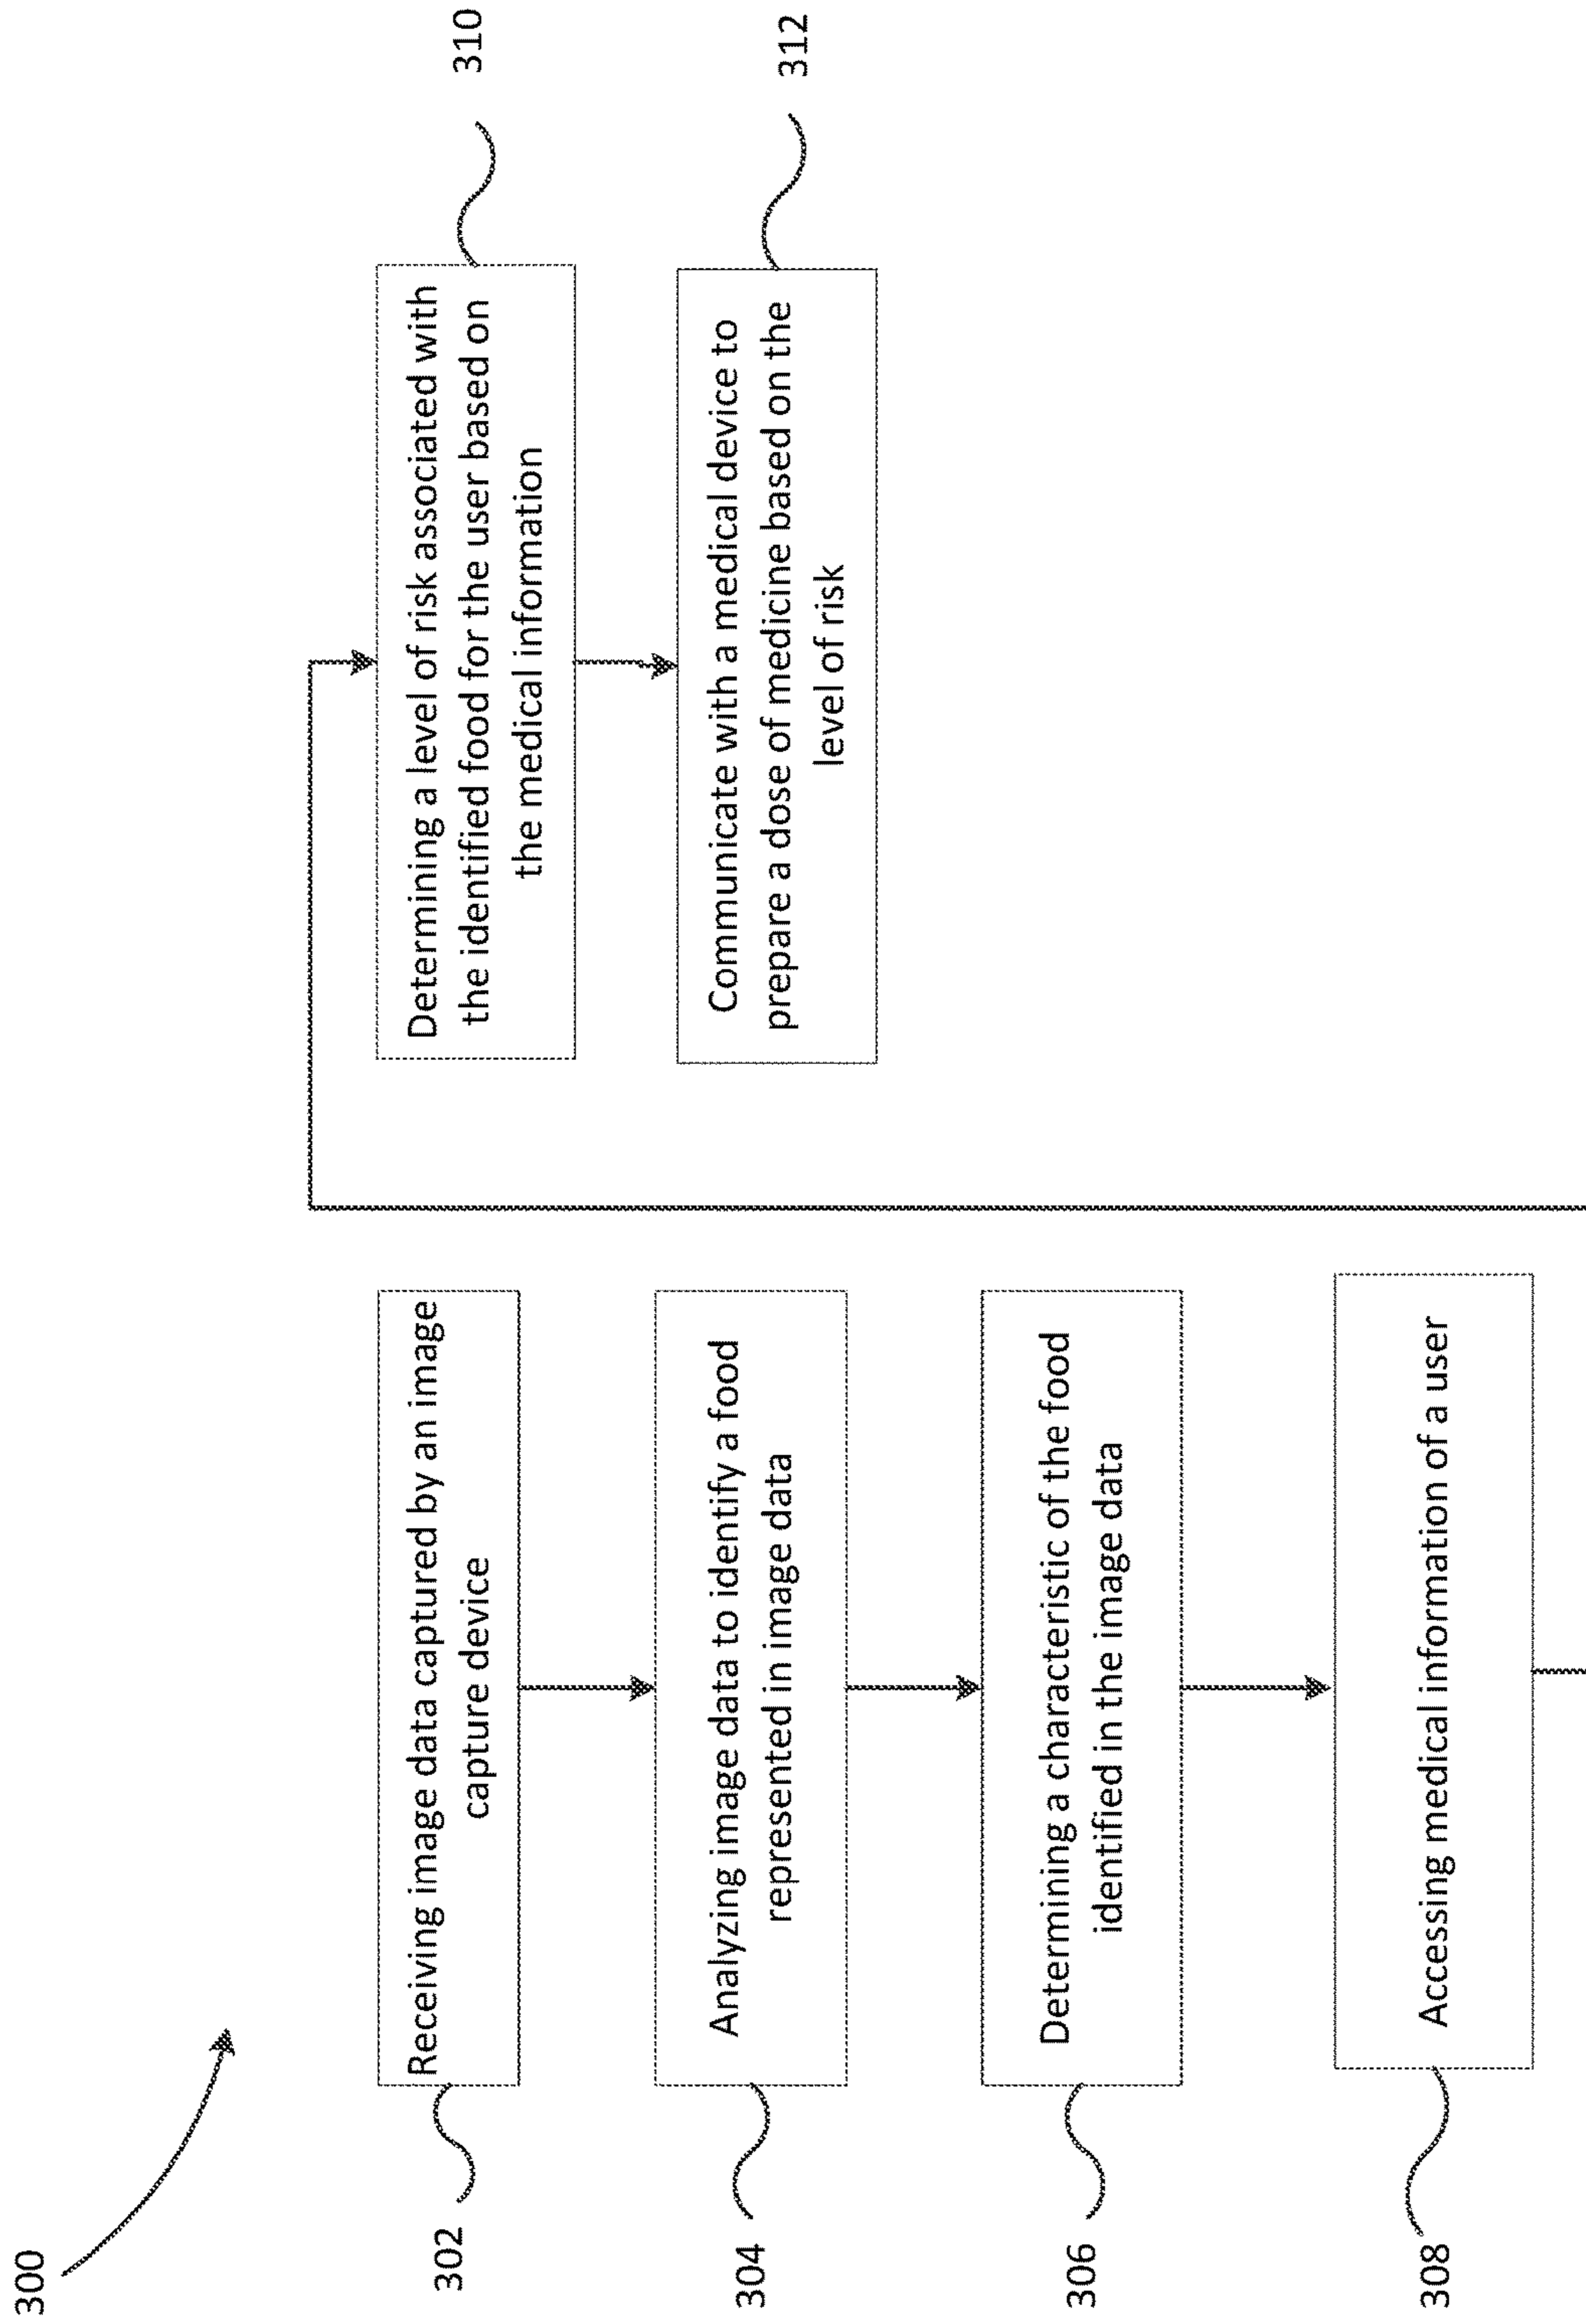 300
302
Receiving image data captured by an image
capture device
304
Analyzing image data to identify a food
represented in image data
306
Determining a characteristic of the food
identified in the image data
308
Accessing medical information of a user
Determining a level of risk associated with
the identified food for the user based on
the medical information
310
Communicate with a medical device to
prepare a dose of medicine based on the
level of risk
312